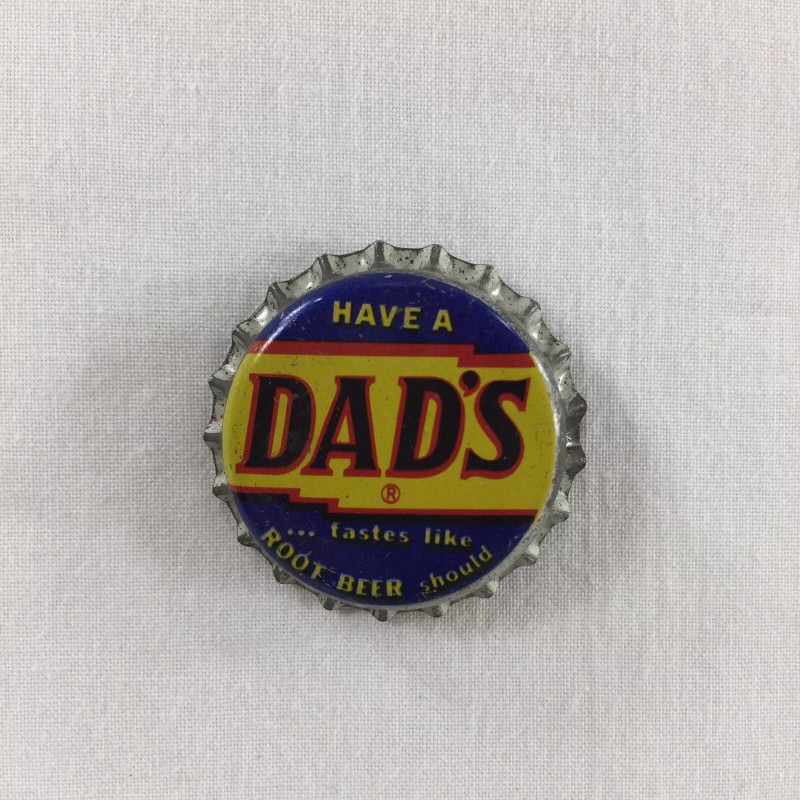 HAVE A
DAD'S
®
... tastes like
ROOT BEER should